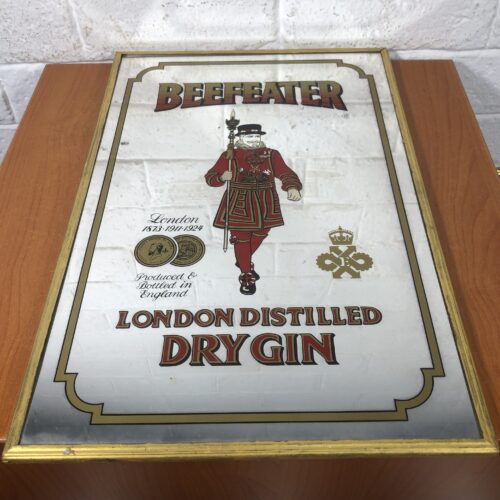 BEEFEATER
London
1873·1911·1924
Produced &
Bottled in
England
LONDON DISTILLED
DRY GIN